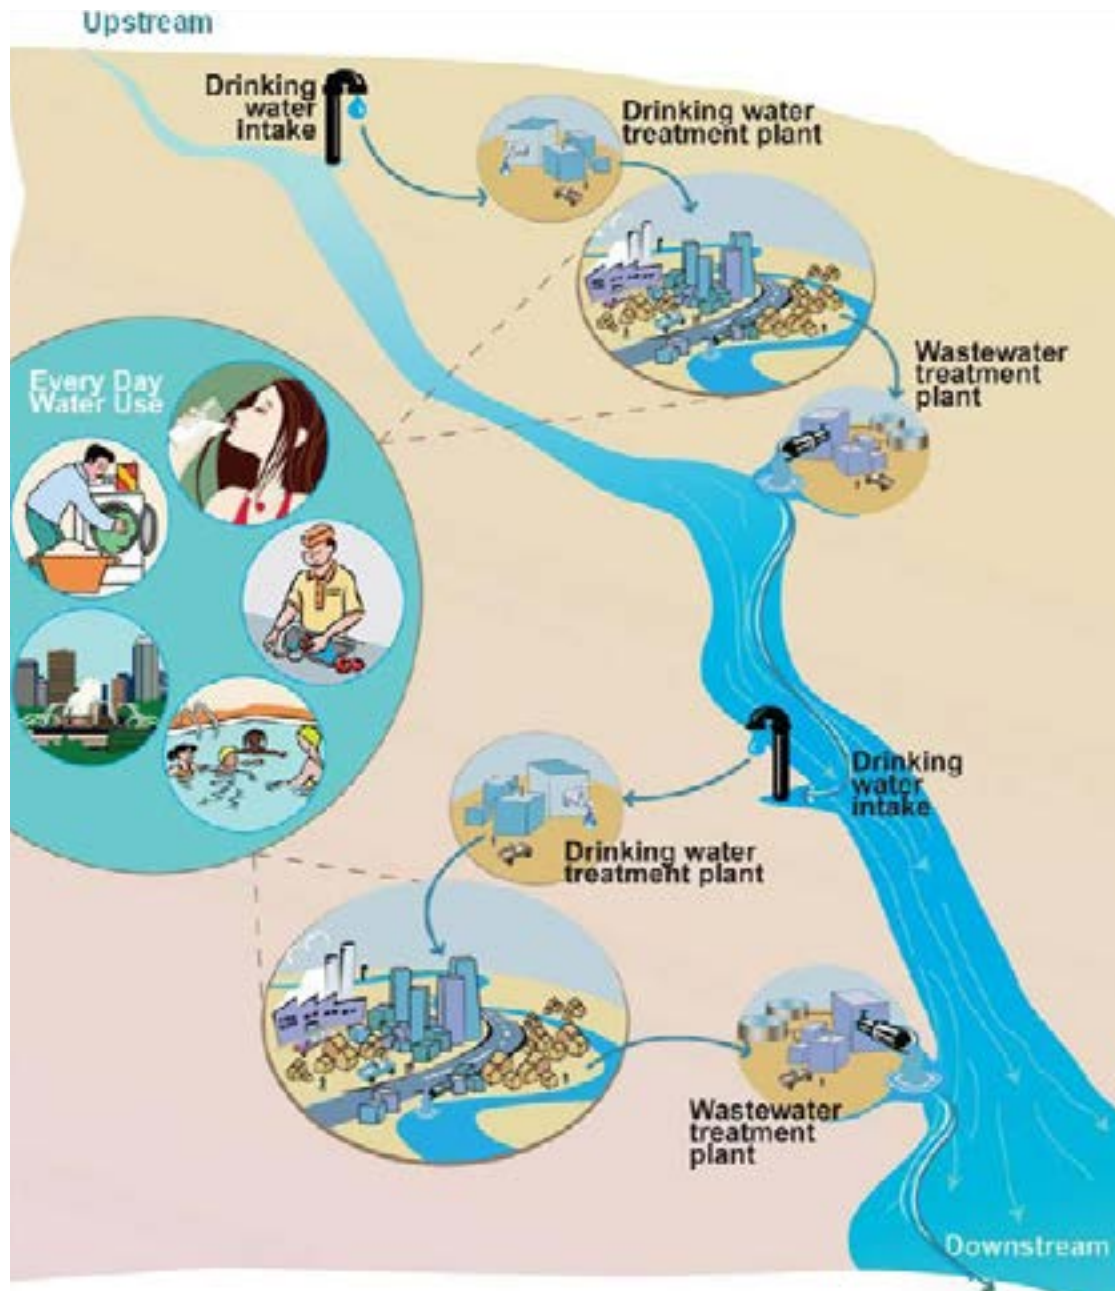 Upstream
Drinking
water
intake
Drinking water
treatment plant
Wastewater
treatment
plant
Every Day
Water Use
Drinking
water
intake
Drinking water
treatment plant
Wastewater
treatment
plant
Downstream